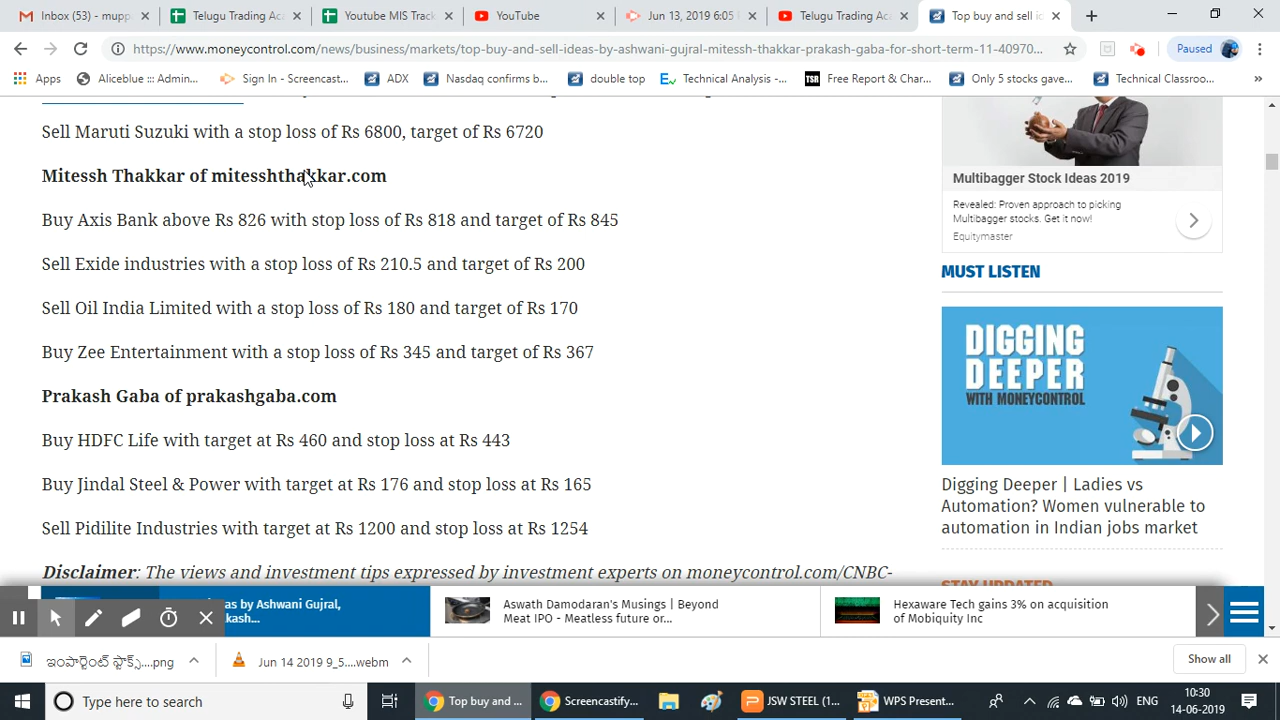 Inbox (53) - mupp
Telugu Trading Ac
Youtube MIS Track
YouTube
Jun 13, 2019 6:05
Telugu Trading Ac
Top buy and sell ic
https://www.moneycontrol.com/news/business/markets/top-buy-and-sell-ideas-by-ashwani-gujral-mitessh-thakkar-prakash-gaba-for-short-term-11-40970...
Paused
Apps
Aliceblue ::: Admin...
Sign In - Screencast...
ADX
Nasdaq confirms b...
double top
Technical Analysis -...
TSR
Free Report & Char...
Only 5 stocks gave...
Technical Classroo...
»
Sell Maruti Suzuki with a stop loss of Rs 6800, target of Rs 6720
Mitessh Thakkar of mitesshthakkar.com
Buy Axis Bank above Rs 826 with stop loss of Rs 818 and target of Rs 845
Sell Exide industries with a stop loss of Rs 210.5 and target of Rs 200
Sell Oil India Limited with a stop loss of Rs 180 and target of Rs 170
Buy Zee Entertainment with a stop loss of Rs 345 and target of Rs 367
Prakash Gaba of prakashgaba.com
Buy HDFC Life with target at Rs 460 and stop loss at Rs 443
Buy Jindal Steel & Power with target at Rs 176 and stop loss at Rs 165
Sell Pidilite Industries with target at Rs 1200 and stop loss at Rs 1254
Disclaimer: The views and investment tips expressed by investment experts on moneycontrol.com/CNBC-
Multibagger Stock Ideas 2019
Revealed: Proven approach to picking
Multibagger stocks. Get it now!
Equitymaster
MUST LISTEN
DIGGING
DEEPER
WITH MONEYCONTROL
Digging Deeper | Ladies vs
Automation? Women vulnerable to
automation in Indian jobs market
STAY UPDATED
as by Ashwani Gujral,
kash...
Aswath Damodaran's Musings | Beyond
Meat IPO - Meatless future or...
Hexaware Tech gains 3% on acquisition
of Mobiquity Inc
ఇంపార్టెంట్ స్టాక్స్....png
Jun 14 2019 9_5....webm
Show all
Type here to search
Top buy and ...
Screencastify...
JSW STEEL (1...
WPS Present...
ENG
10:30
14-06-2019